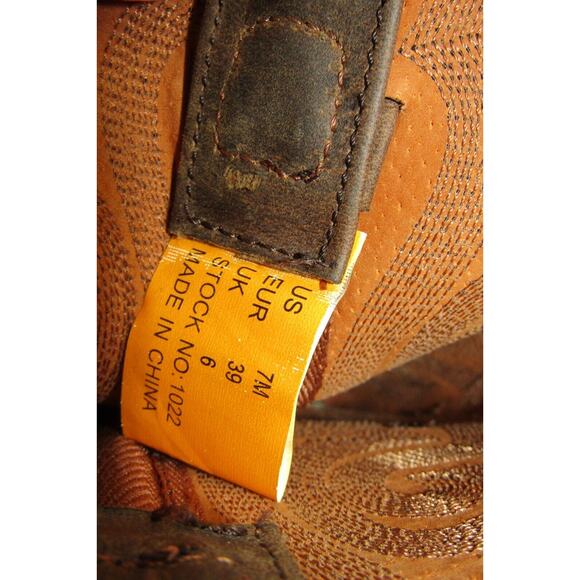 US 7M
EUR 39
UK 6
STOCK NO:1022
MADE IN CHINA